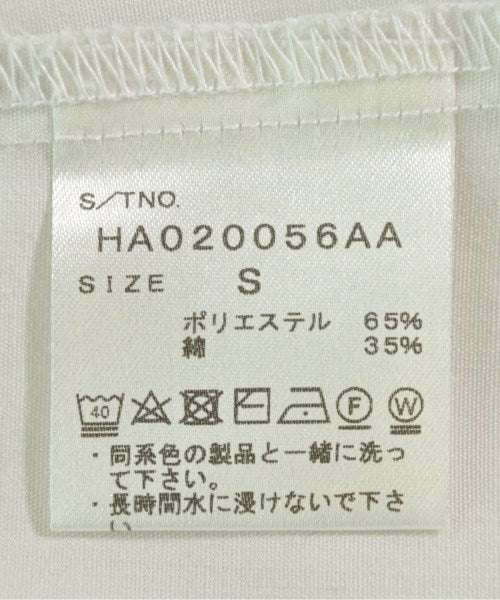 S/TNO.
HA020056AA
SIZE S
ポリエステル 65%
綿 35%
40 F W
・同系色の製品と一緒に洗っ
て下さい。
・長時間水に浸けないで下さ
い